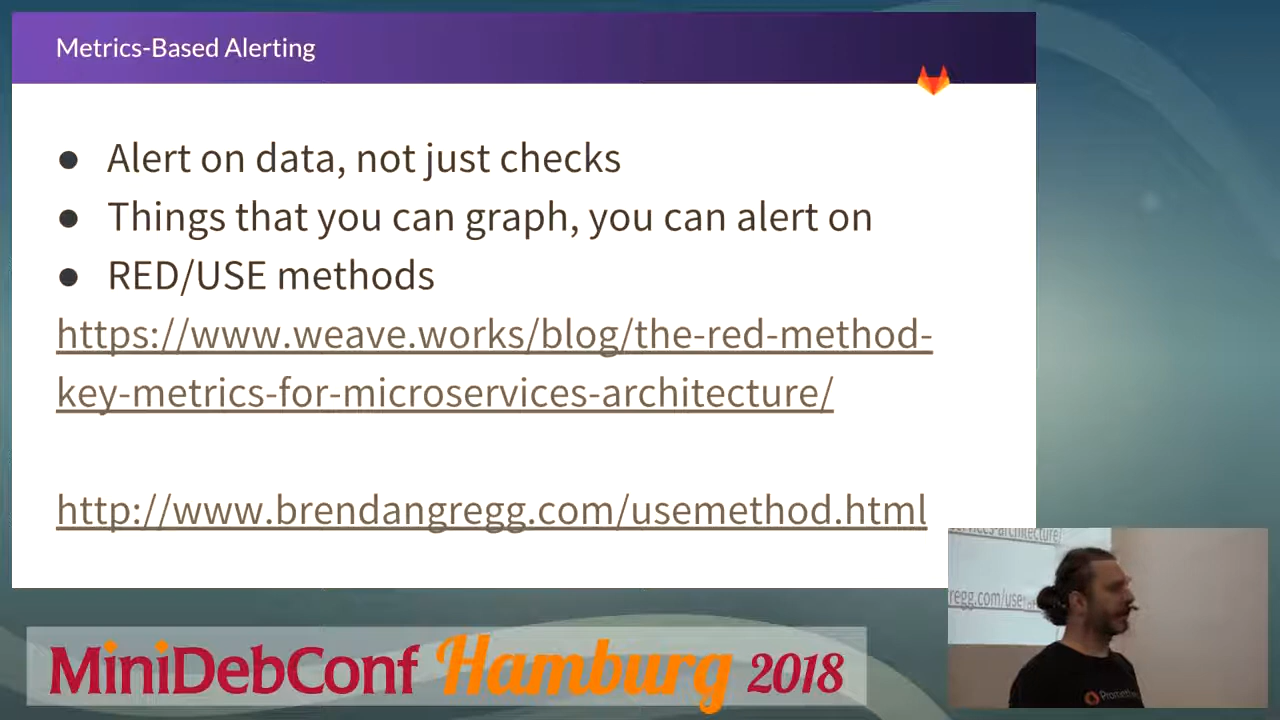 Metrics-Based Alerting
● Alert on data, not just checks
● Things that you can graph, you can alert on
● RED/USE methods
https://www.weave.works/blog/the-red-method-
key-metrics-for-microservices-architecture/
http://www.brendangregg.com/usemethod.html
MiniDebConf Hamburg 2018